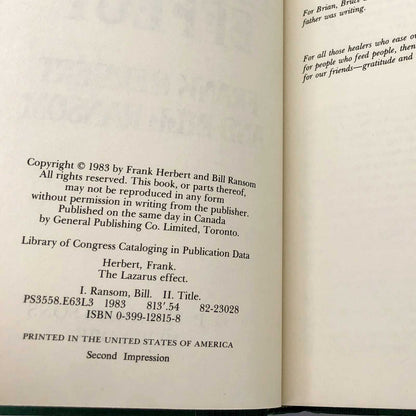 Copyright © 1983 by Frank Herbert and Bill Ransom
All rights reserved. This book, or parts thereof,
may not be reproduced in any form
without permission in writing from the publisher.
Published on the same day in Canada
by General Publishing Co. Limited, Toronto.
Library of Congress Cataloging in Publication Data
Herbert, Frank.
The Lazarus effect.
I. Ransom, Bill. II. Title.
PS3558.E63L3 1983 813'.54 82-23028
ISBN 0-399-12815-8
PRINTED IN THE UNITED STATES OF AMERICA
Second Impression
For Brian, Bruce
father was writing.
For all those healers who ease ou
for people who feed people, then
for our friends—gratitude and